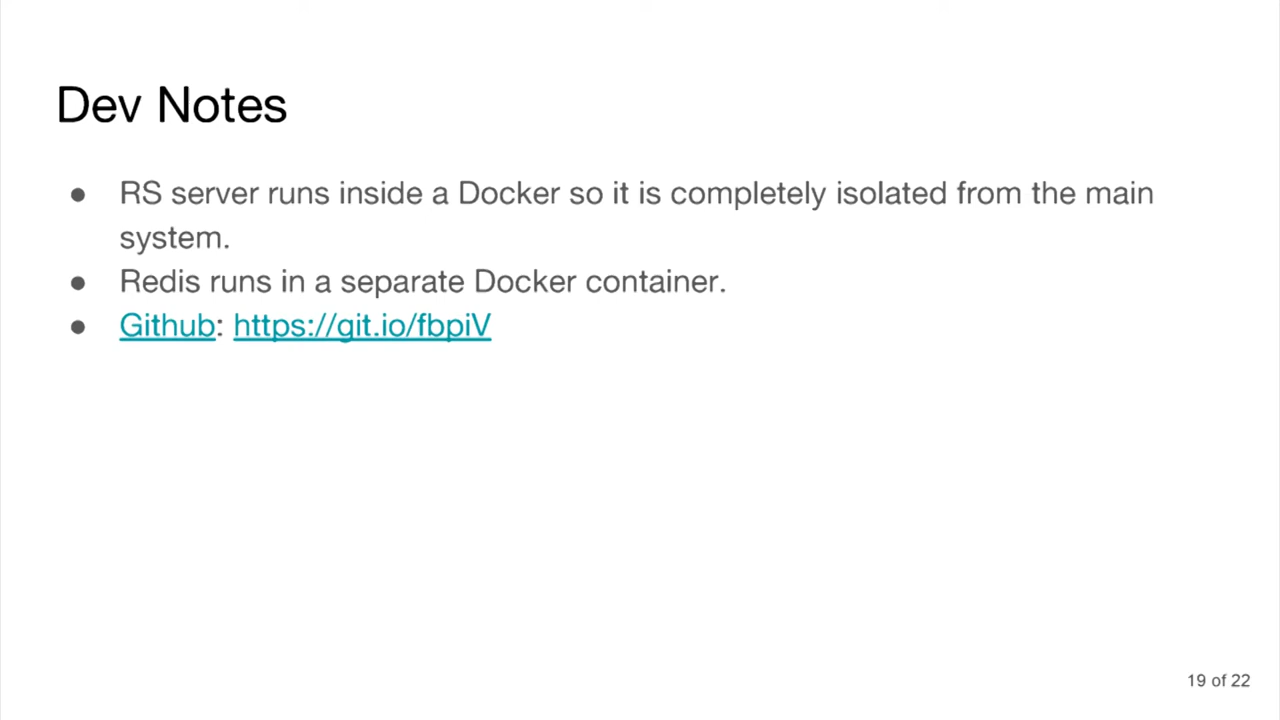 Dev Notes
● RS server runs inside a Docker so it is completely isolated from the main
system.
● Redis runs in a separate Docker container.
● Github: https://git.io/fbpiV
19 of 22